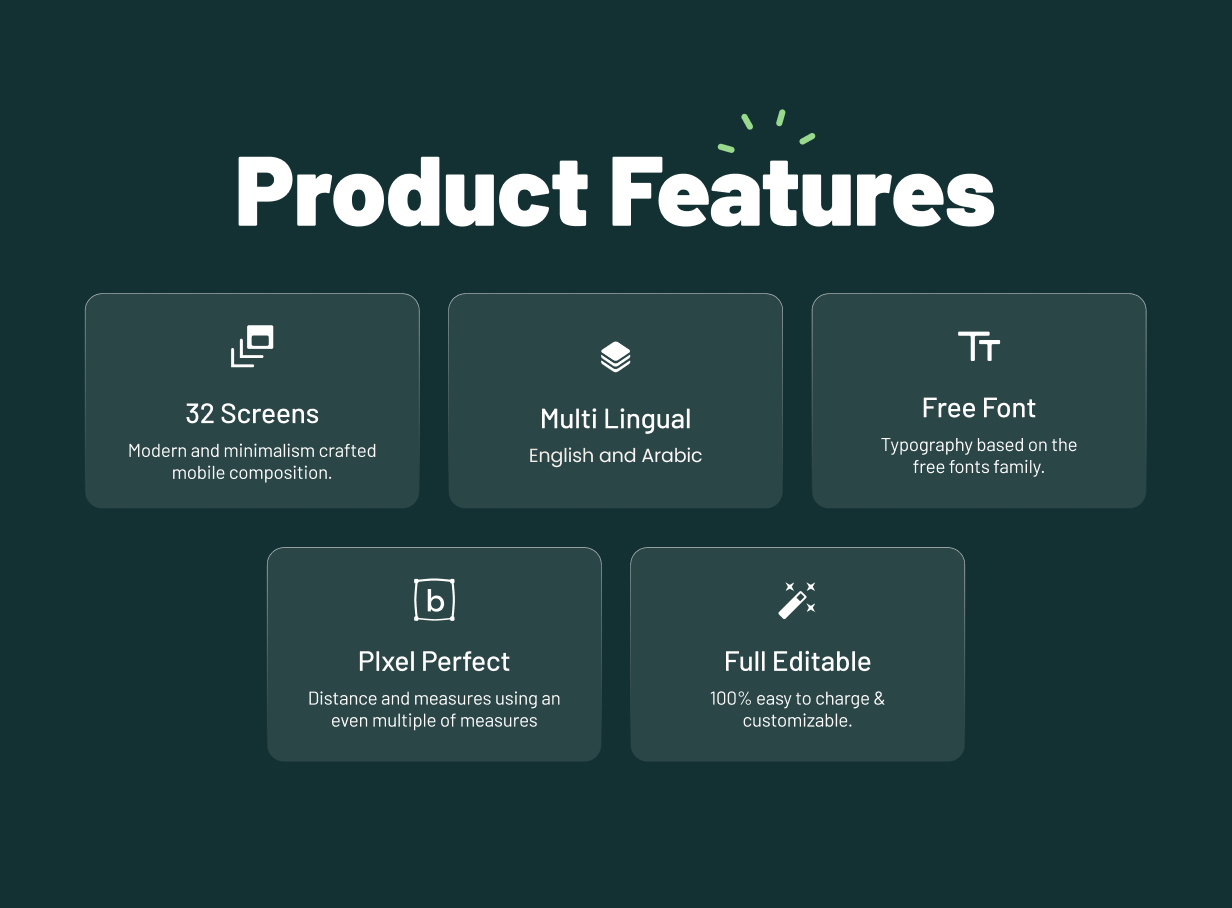 Product Features
32 Screens
Modern and minimalism crafted
mobile composition.
Multi Lingual
English and Arabic
Free Font
Typography based on the
free fonts family.
b
PIxel Perfect
Distance and measures using an
even multiple of measures
Full Editable
100% easy to charge &
customizable.